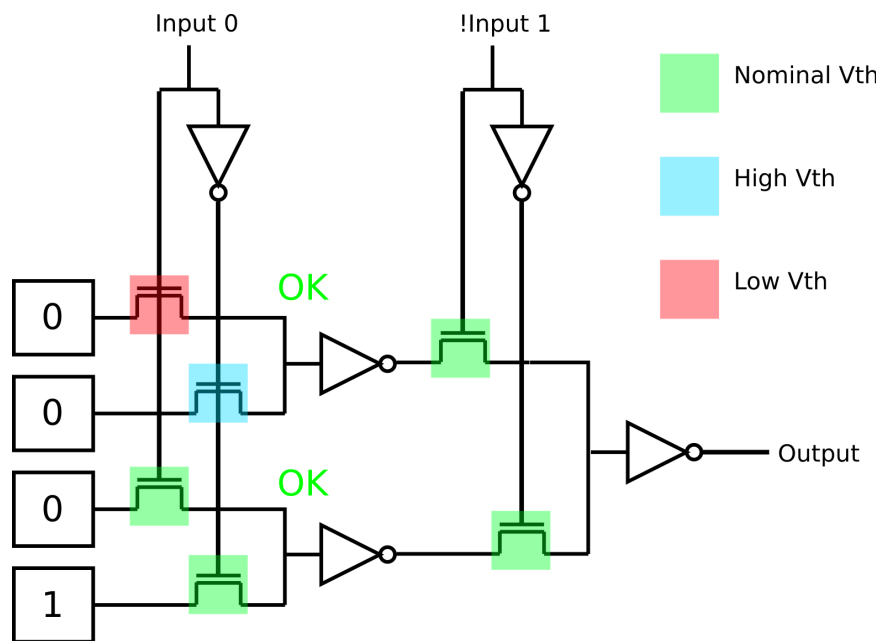 Input 0
!Input 1
Nominal Vth
High Vth
Low Vth
OK
0
0
OK
0
Output
1